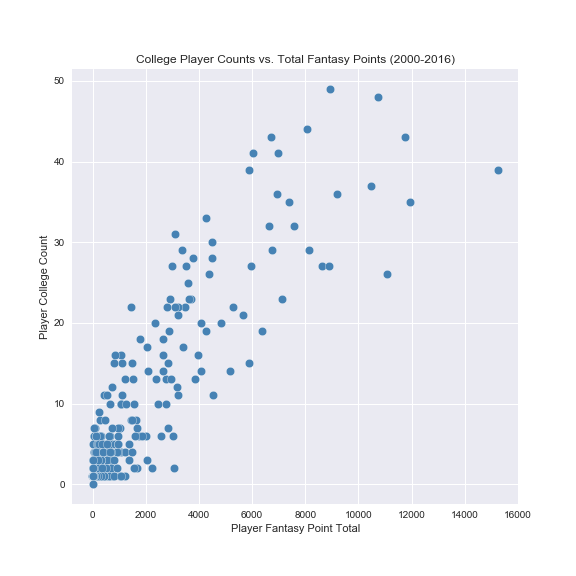 College Player Counts vs. Total Fantasy Points (2000-2016)
50
40
30
20
10
0
Player College Count
0 2000 4000 6000 8000 10000 12000 14000 16000
Player Fantasy Point Total